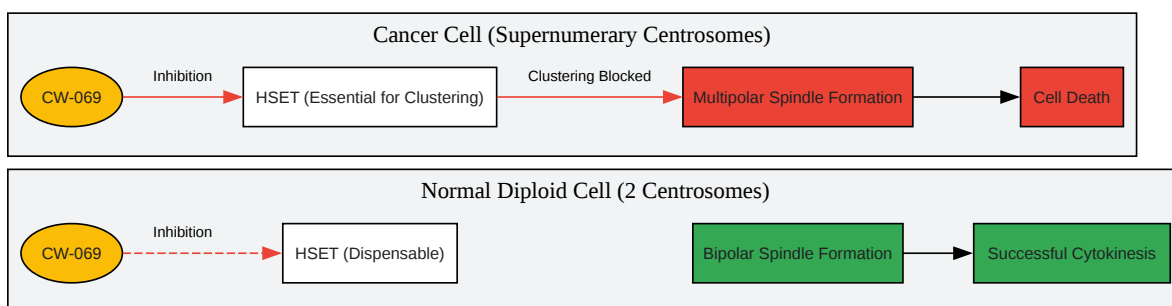 Cancer Cell (Supernumerary Centrosomes)
CW-069
Inhibition
HSET (Essential for Clustering)
Clustering Blocked
Multipolar Spindle Formation
Cell Death
Normal Diploid Cell (2 Centrosomes)
CW-069
Inhibition
HSET (Dispensable)
Bipolar Spindle Formation
Successful Cytokinesis